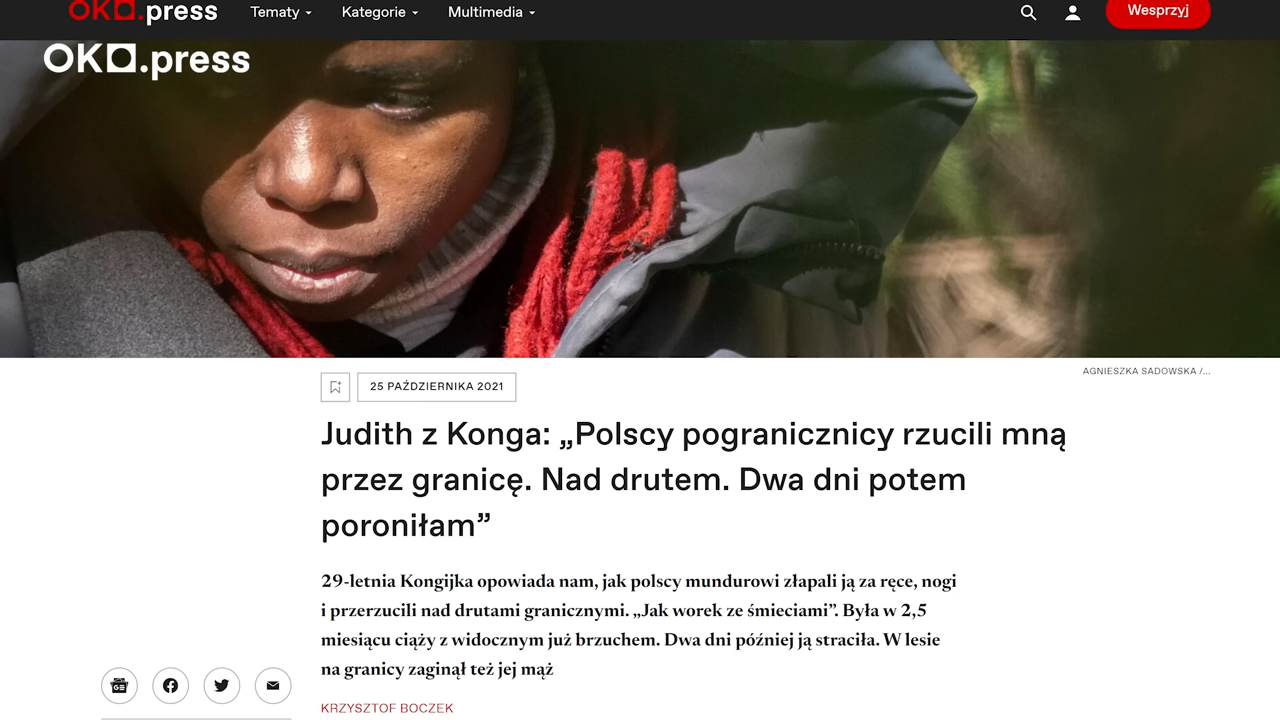 OKO.press Tematy Kategorie Multimedia Wesprzyj
OKO.press
AGNIESZKA SADOWSKA /...
25 PAŹDZIERNIKA 2021
Judith z Konga: „Polscy pogranicznicy rzucili mną
przez granicę. Nad drutem. Dwa dni potem
poroniłam”
29-letnia Kongijka opowiada nam, jak polscy mundurowi złapali ją za ręce, nogi
i przerzucili nad drutami granicznymi. „Jak worek ze śmieciami”. Była w 2,5
miesiącu ciąży z widocznym już brzuchem. Dwa dni później ją straciła. W lesie
na granicy zaginął też jej mąż
KRZYSZTOF BOCZEK